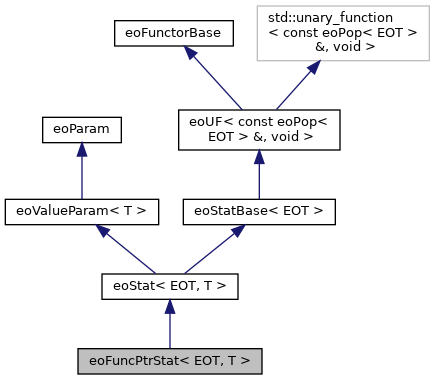 eoFunctorBase
std::unary_function
< const eoPop< EOT >
&, void >
eoParam
eoUF< const eoPop<
EOT > &, void >
eoValueParam< T >
eoStatBase< EOT >
eoStat< EOT, T >
eoFuncPtrStat< EOT, T >